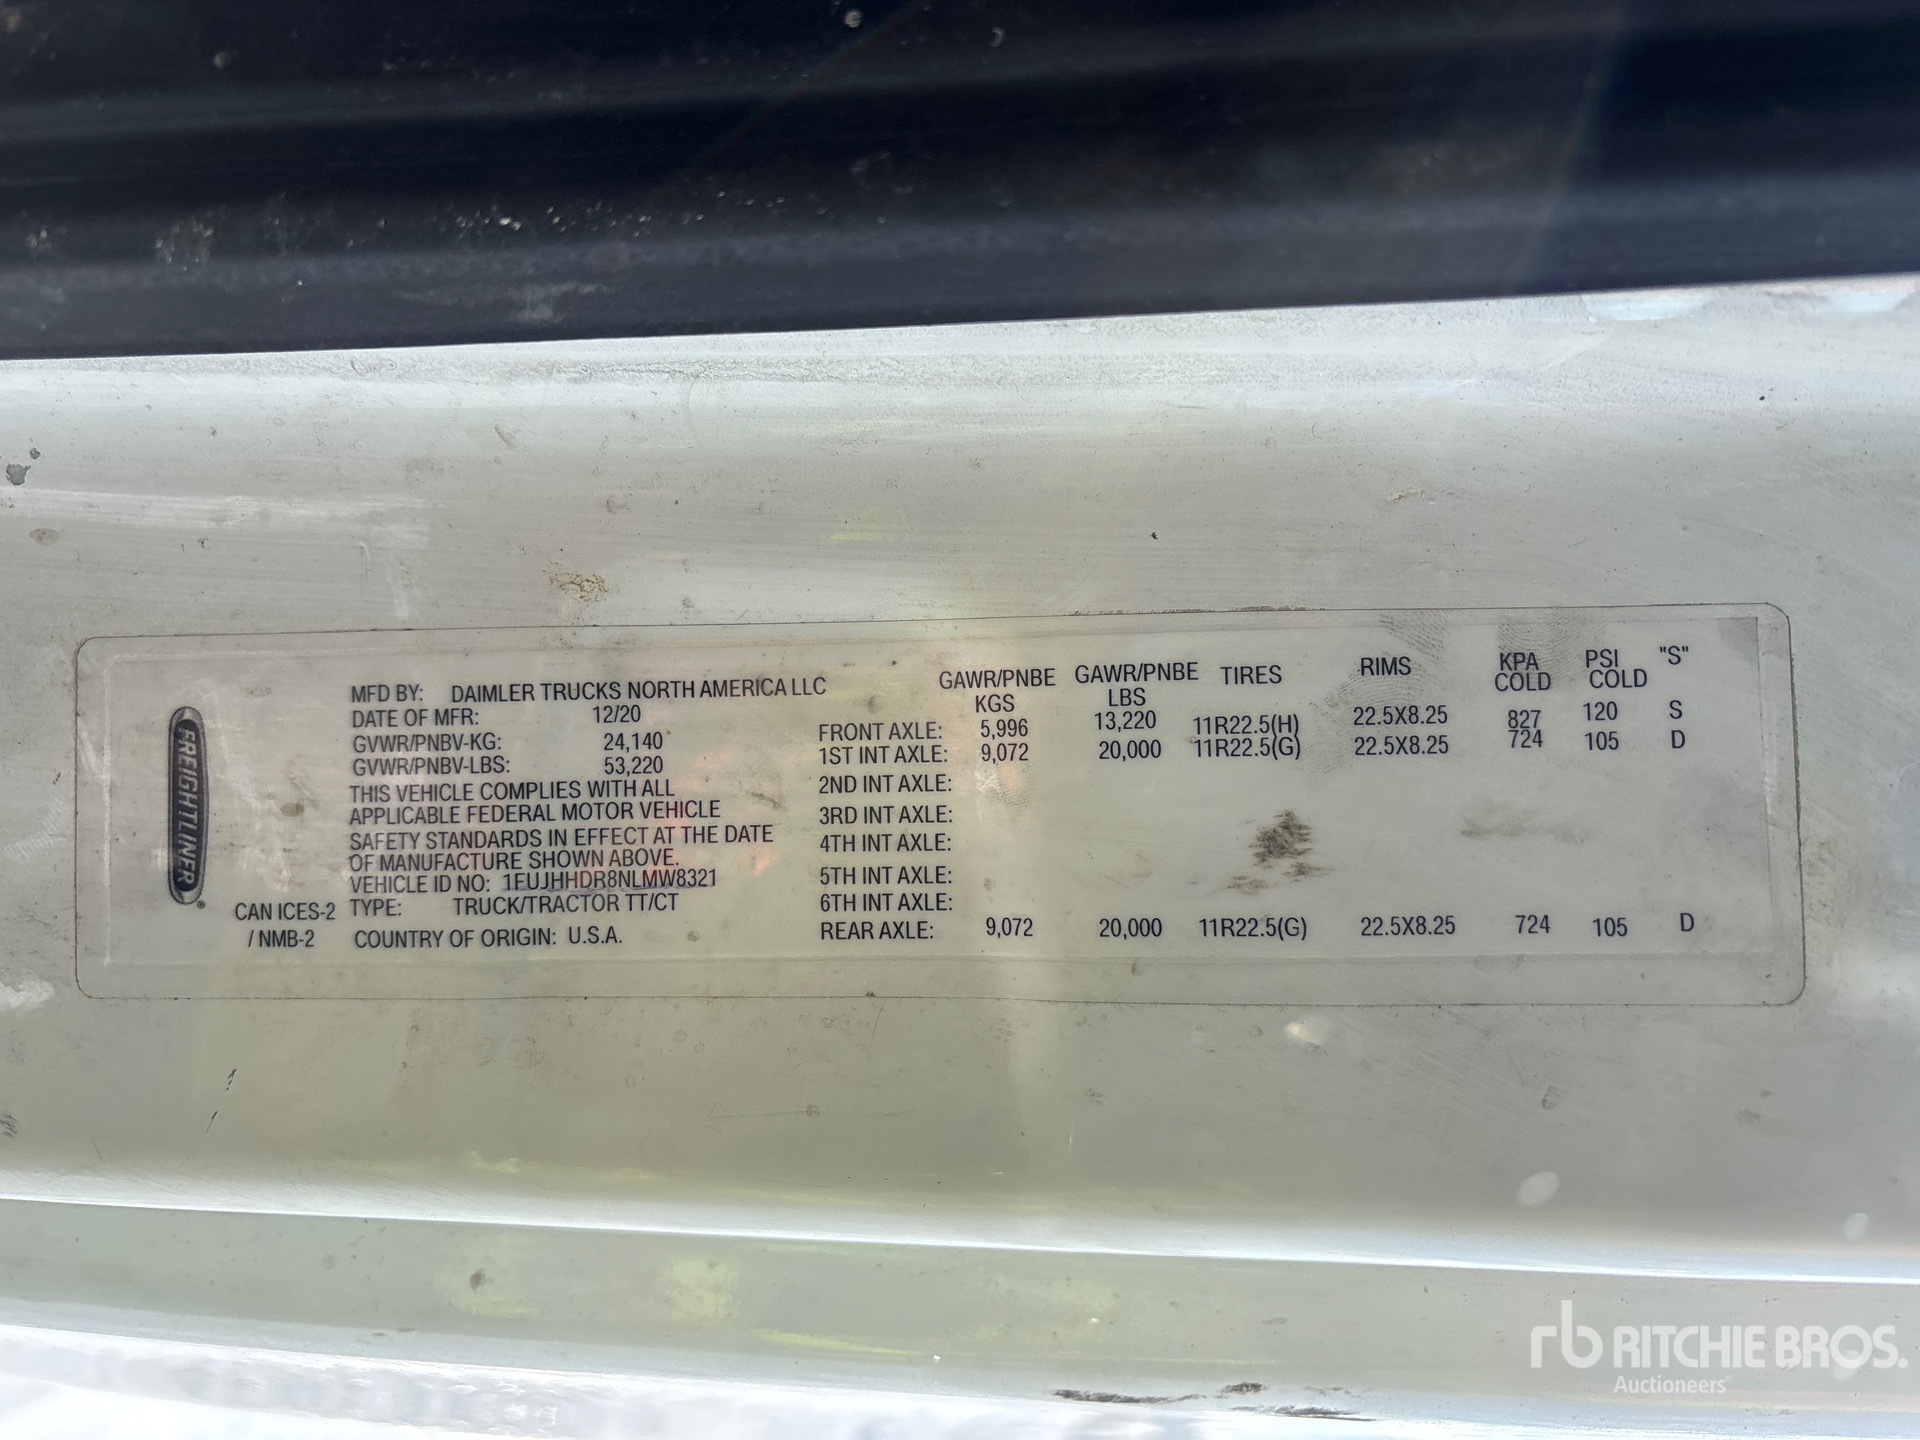 FREIGHTLINER
CAN ICES-2
/ NMB-2
MFD BY: DAIMLER TRUCKS NORTH AMERICA LLC
DATE OF MFR: 12/20
GVWR/PNBV-KG: 24,140
GVWR/PNBV-LBS: 53,220
THIS VEHICLE COMPLIES WITH ALL
APPLICABLE FEDERAL MOTOR VEHICLE
SAFETY STANDARDS IN EFFECT AT THE DATE
OF MANUFACTURE SHOWN ABOVE.
VEHICLE ID NO: 1FUJHHDR8NLMW8321
TYPE: TRUCK/TRACTOR TT/CT
COUNTRY OF ORIGIN: U.S.A.
GAWR/PNBE KGS GAWR/PNBE LBS TIRES RIMS KPA COLD PSI COLD "S"
FRONT AXLE: 5,996 13,220 11R22.5(H) 22.5X8.25 827 120 S
1ST INT AXLE: 9,072 20,000 11R22.5(G) 22.5X8.25 724 105 D
2ND INT AXLE:
3RD INT AXLE:
4TH INT AXLE:
5TH INT AXLE:
6TH INT AXLE:
REAR AXLE: 9,072 20,000 11R22.5(G) 22.5X8.25 724 105 D
rb RITCHIE BROS.
Auctioneers